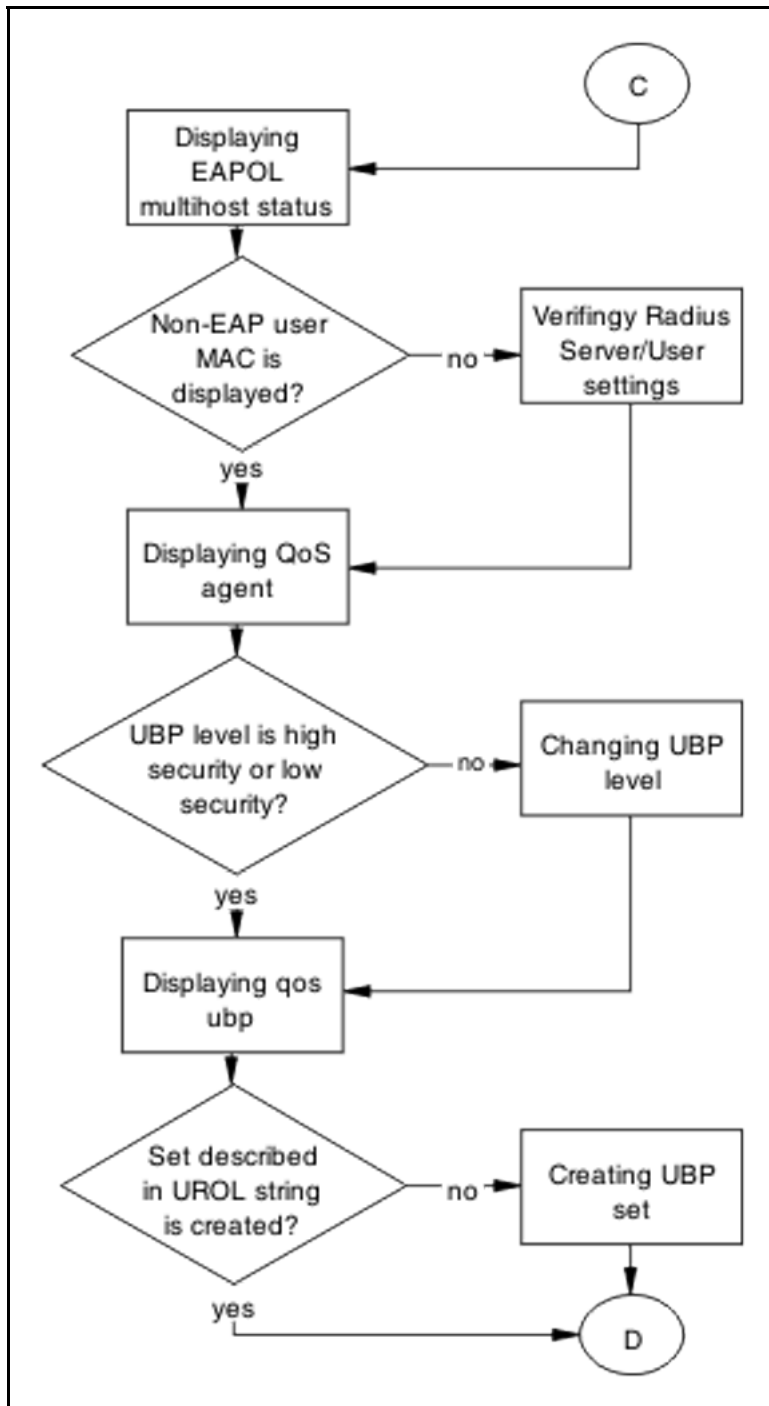 C
Displaying
EAPOL
multihost status
Non-EAP user
MAC is
displayed?
no
Verifingy Radius
Server/User
settings
yes
Displaying QoS
agent
UBP level is high
security or low
security?
no
Changing UBP
level
yes
Displaying qos
ubp
Set described
in UROL string
is created?
no
Creating UBP
set
yes
D